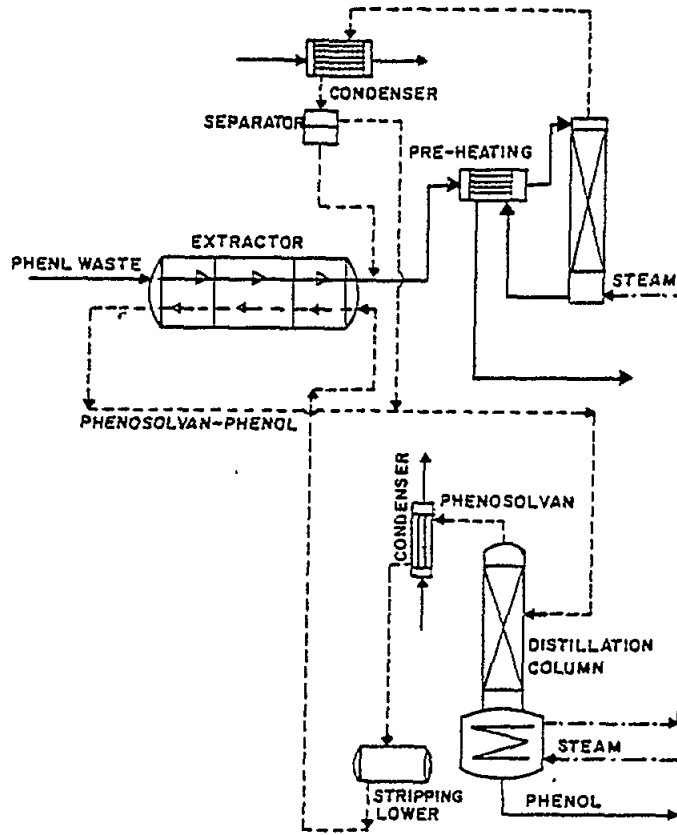 CONDENSER
SEPARATOR
PRE-HEATING
EXTRACTOR
PHENL WASTE
STEAM
PHENOSOLVAN-PHENOL
CONDENSER
PHENOSOLVAN
DISTILLATION
COLUMN
STEAM
STRIPPING
LOWER
PHENOL